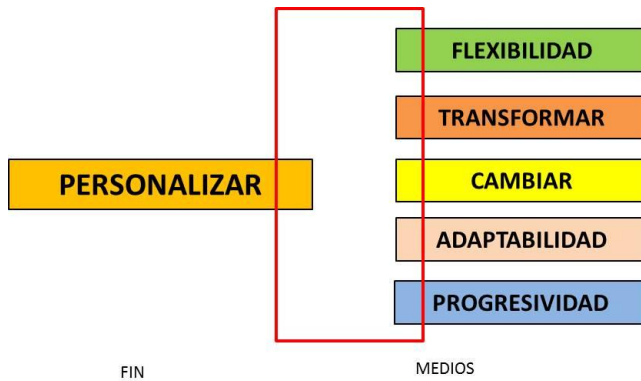 FLEXIBILIDAD
TRANSFORMAR
PERSONALIZAR
CAMBIAR
ADAPTABILIDAD
PROGRESIVIDAD
FIN
MEDIOS